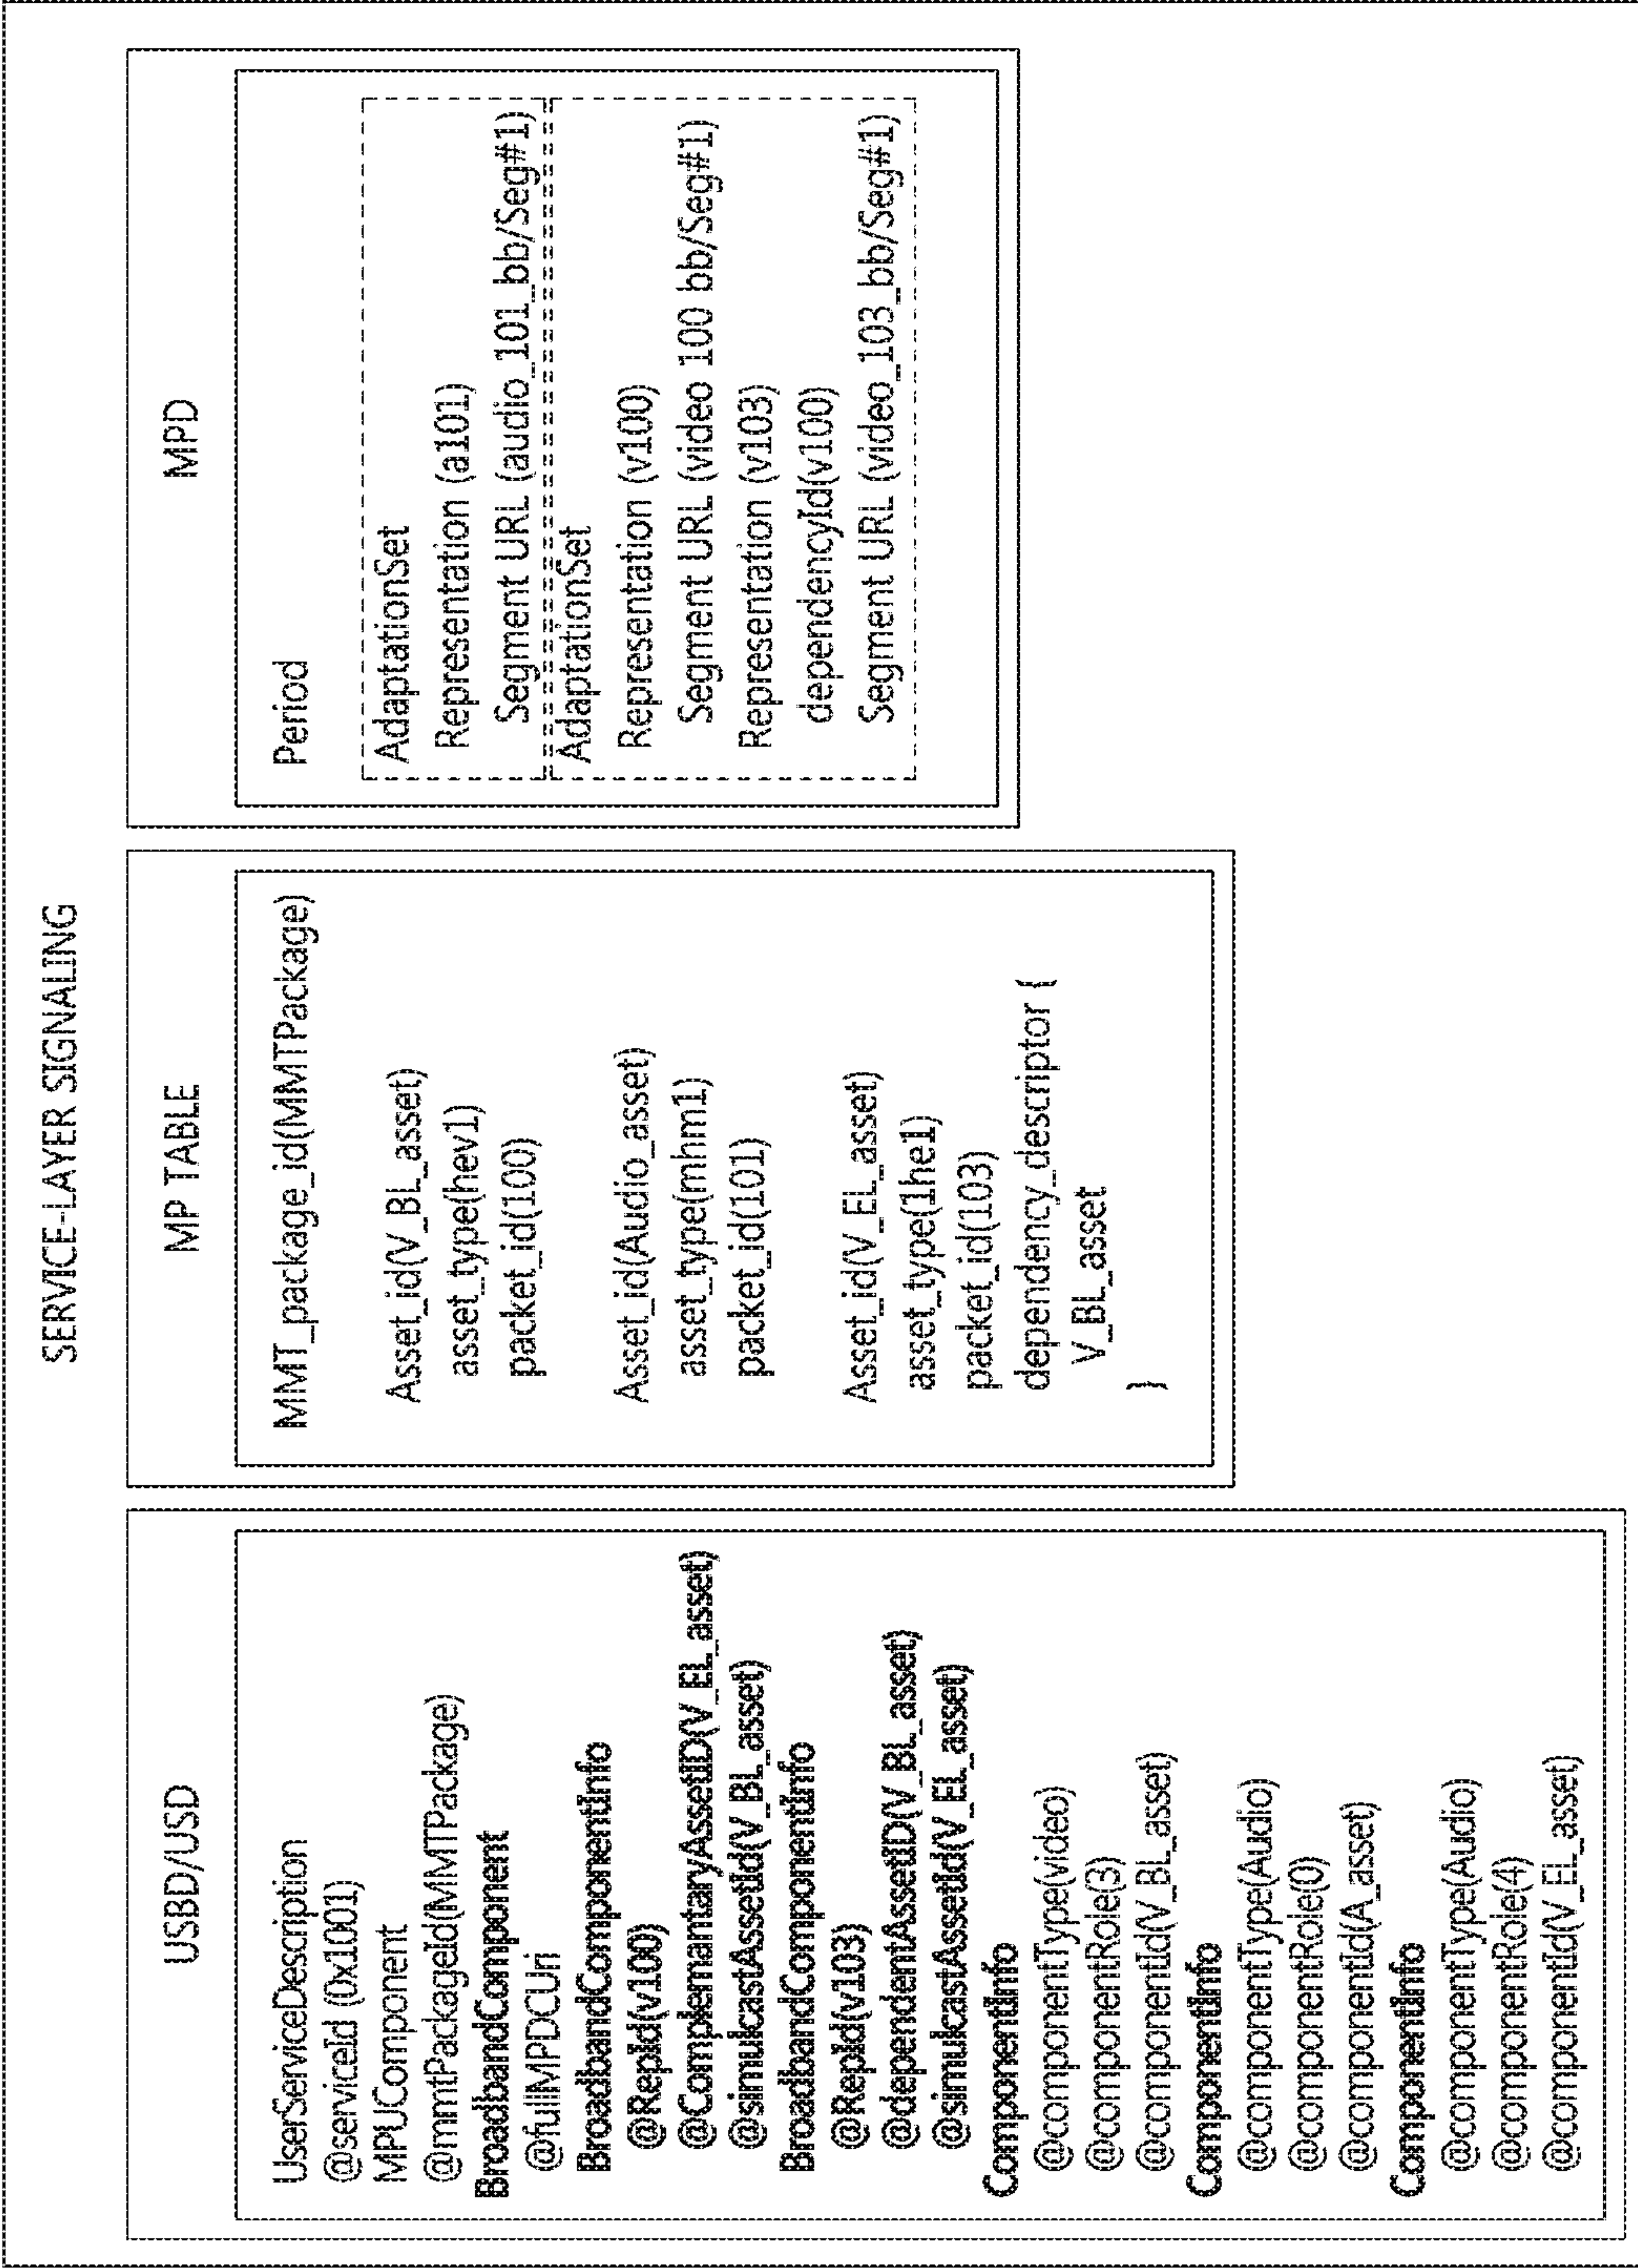 SERVICE-LAYER SIGNALING
USBD/USD
UserServiceDescription
@serviceId (0x1001)
MPUComponent
@mmtPackageId(MMTPackage)
BroadbandComponent
@fullMPDCUri
BroadbandComponentInfo
@RepId(v100)
@ComplemantaryAssetID(V_EL_asset)
@simulcastAssetId(V_BL_asset)
BroadbandComponentInfo
@RepId(v103)
@dependentAssetID(V_BL_asset)
@simulcastAssetId(V_EL_asset)
ComponentInfo
@componentType(video)
@componentRole(3)
@componentId(V_BL_asset)
ComponentInfo
@componentType(Audio)
@componentRole(0)
@componentId(A_asset)
ComponentInfo
@componentType(Audio)
@componentRole(4)
@componentId(V_EL_asset)
MP TABLE
MMT_package_id(MMTPackage)
Asset_id(V_BL_asset)
asset_type(hev1)
packet_id(100)
Asset_id(Audio_asset)
asset_type(mhm1)
packet_id(101)
Asset_id(V_EL_asset)
asset_type(1he1)
packet_id(103)
dependency_descriptor {
V_BL_asset
}
MPD
Period
AdaptationSet
Representation (a101)
Segment URL (audio_101_bb/Seg#1)
AdaptationSet
Representation (v100)
Segment URL (video 100 bb/Seg#1)
Representation (v103)
dependencyId(v100)
Segment URL (video_103_bb/Seg#1)